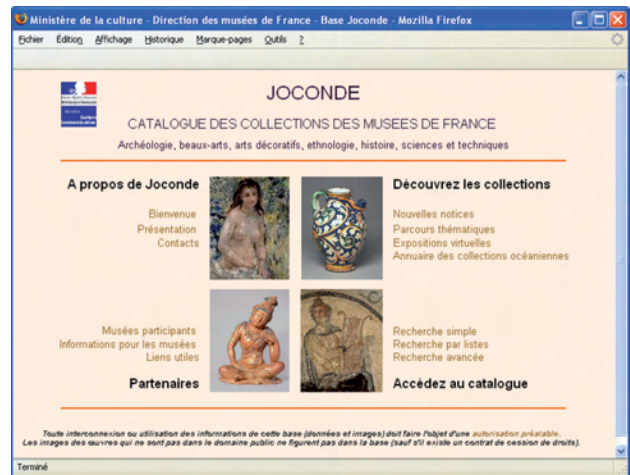 Ministère de la culture - Direction des musées de France - Base Joconde - Mozilla Firefox
Fichier Édition Affichage Historique Marque-pages Outils ?
JOCONDE
CATALOGUE DES COLLECTIONS DES MUSEES DE FRANCE
Archéologie, beaux-arts, arts décoratifs, ethnologie, histoire, sciences et techniques
A propos de Joconde
Bienvenue
Présentation
Contacts
Découvrez les collections
Nouvelles notices
Parcours thématiques
Expositions virtuelles
Annuaire des collections océaniennes
Musées participants
Informations pour les musées
Liens utiles
Partenaires
Recherche simple
Recherche par listes
Recherche avancée
Accédez au catalogue
Toute interconnexion ou utilisation des informations de cette base (données et images) doit faire l'objet d'une autorisation préalable.
Les images des œuvres qui ne sont pas dans le domaine public ne figurent pas dans la base (sauf s'il existe un contrat de cession de droits).
Terminé